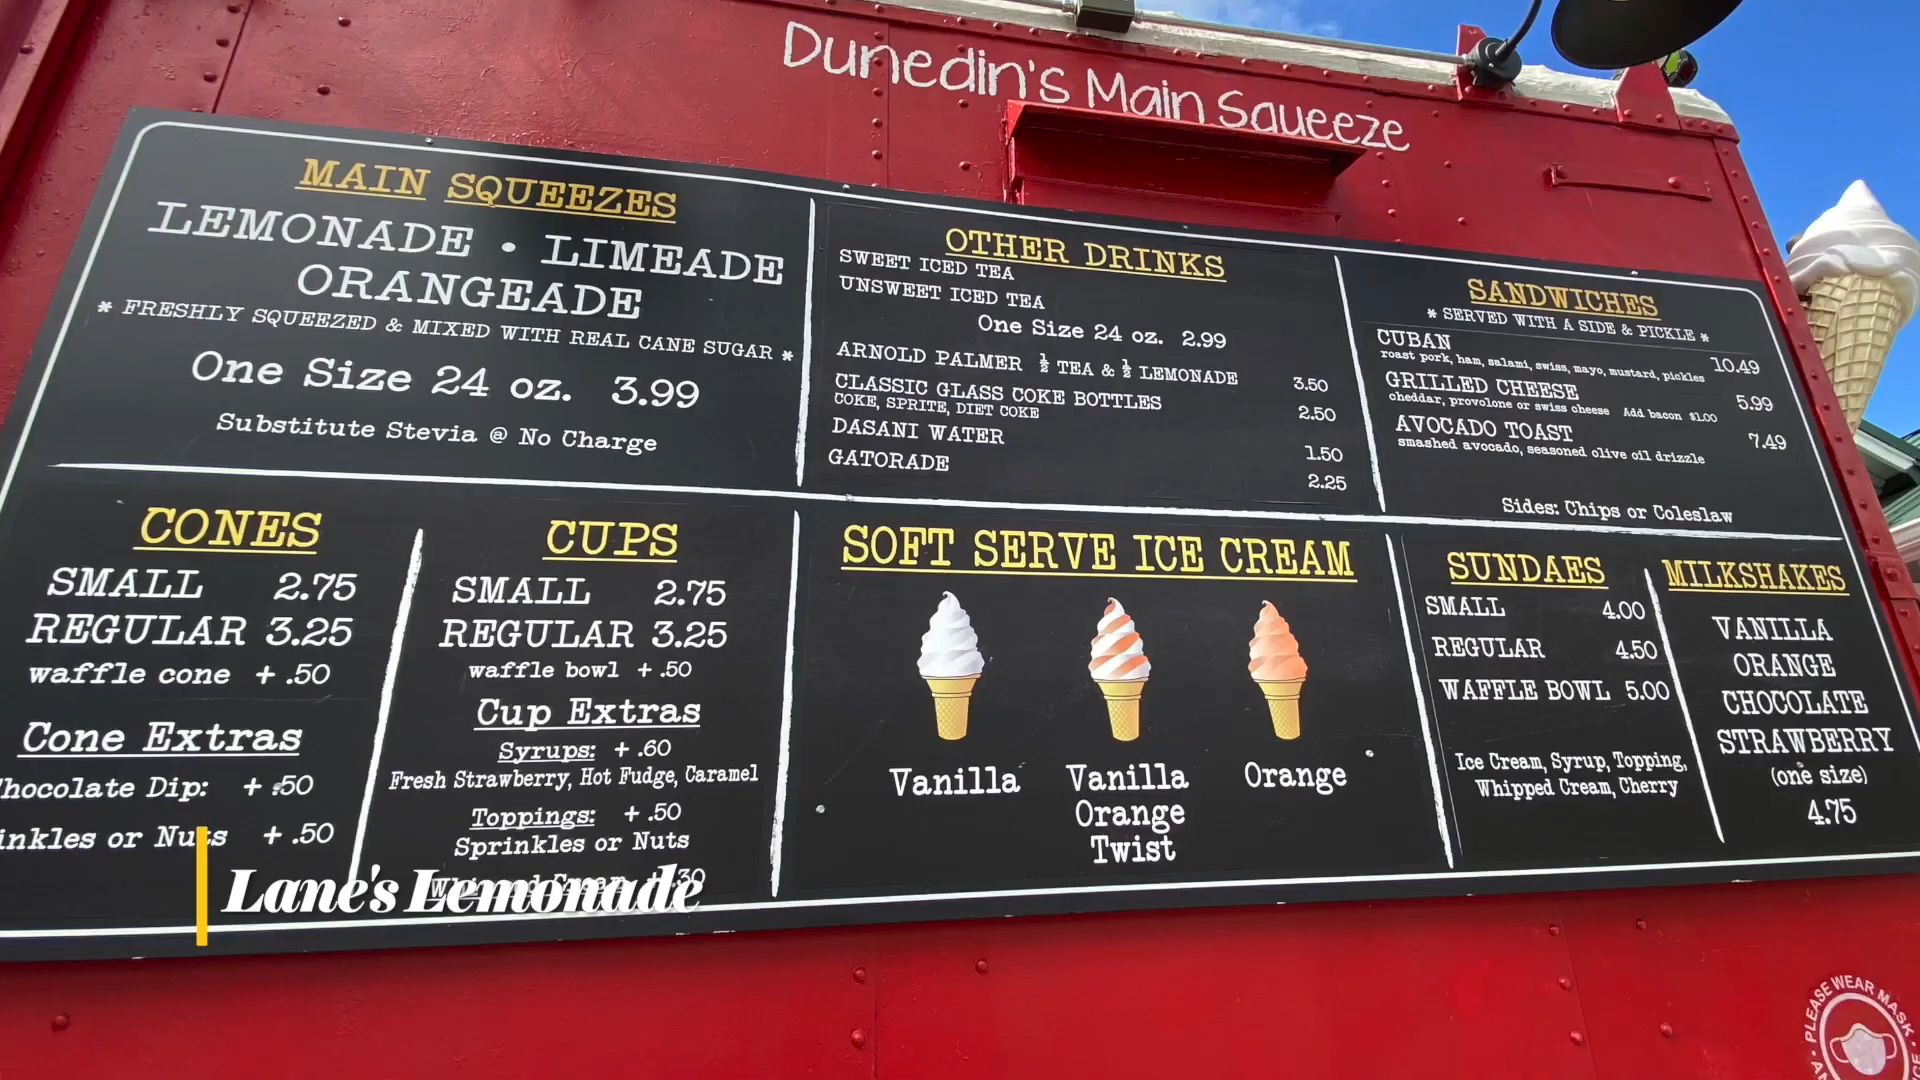 Dunedin's Main Squeeze
MAIN SQUEEZES
LEMONADE • LIMEADE
ORANGEADE
* FRESHLY SQUEEZED & MIXED WITH REAL CANE SUGAR *
One Size 24 oz. 3.99
Substitute Stevia @ No Charge
OTHER DRINKS
SWEET ICED TEA
UNSWEET ICED TEA
One Size 24 oz. 2.99
ARNOLD PALMER ½ TEA & ½ LEMONADE 3.50
CLASSIC GLASS COKE BOTTLES 2.50
COKE, SPRITE, DIET COKE
DASANI WATER 1.50
GATORADE 2.25
SANDWICHES
* SERVED WITH A SIDE & PICKLE *
CUBAN 10.49
roast pork, ham, salami, swiss, mayo, mustard, pickles
GRILLED CHEESE 5.99
cheddar, provolone or swiss cheese Add bacon $1.00
AVOCADO TOAST 7.49
smashed avocado, seasoned olive oil drizzle
Sides: Chips or Coleslaw
CONES
SMALL 2.75
REGULAR 3.25
waffle cone + .50
Cone Extras
hocolate Dip: + .50
inkles or Nuts + .50
CUPS
SMALL 2.75
REGULAR 3.25
waffle bowl + .50
Cup Extras
Syrups: + .60
Fresh Strawberry, Hot Fudge, Caramel
Toppings: + .50
Sprinkles or Nuts
SOFT SERVE ICE CREAM
Vanilla
Vanilla
Orange
Twist
Orange
SUNDAES
SMALL 4.00
REGULAR 4.50
WAFFLE BOWL 5.00
Ice Cream, Syrup, Topping,
Whipped Cream, Cherry
MILKSHAKES
VANILLA
ORANGE
CHOCOLATE
STRAWBERRY
(one size)
4.75
Lane's Lemonade
PLEASE WEAR MASK